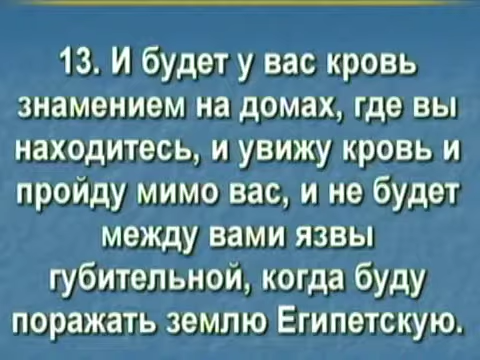 13. И будет у вас кровь
знамением на домах, где вы
находитесь, и увижу кровь и
пройду мимо вас, и не будет
между вами язвы
губительной, когда буду
поражать землю Египетскую.